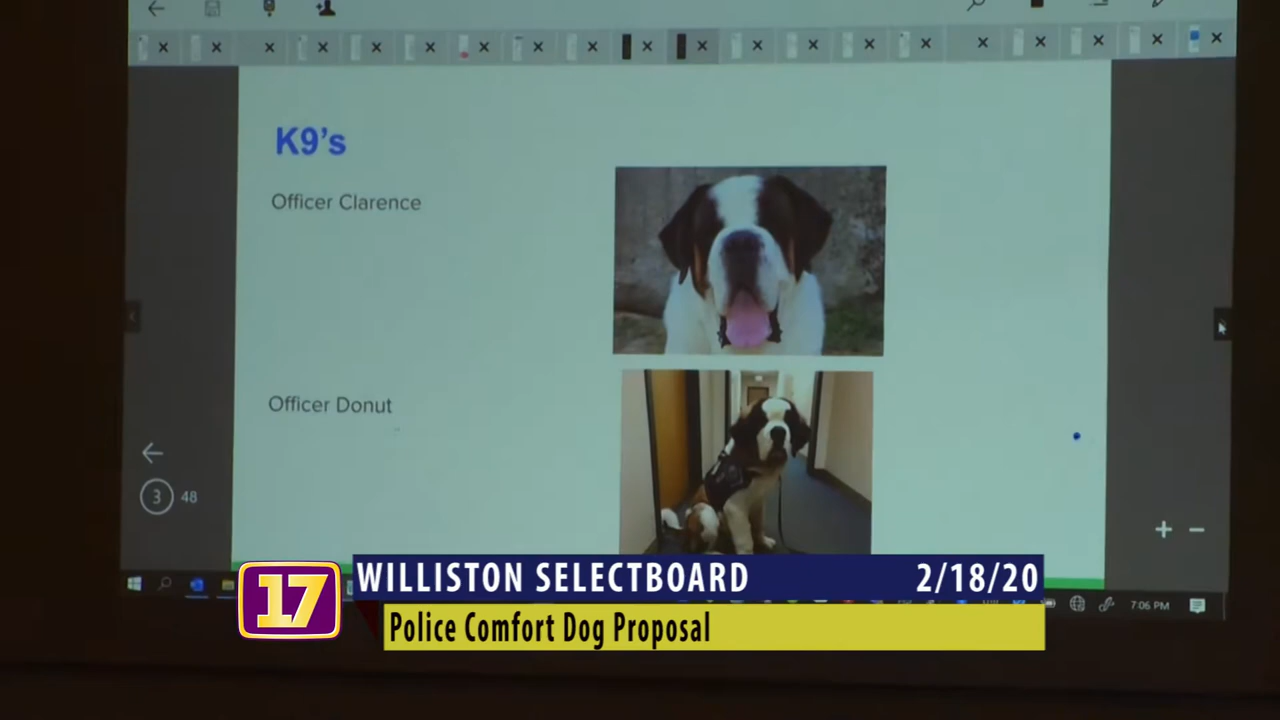 K9's
Officer Clarence
Officer Donut
3 48
7:06 PM
17
WILLISTON SELECTBOARD 2/18/20
Police Comfort Dog Proposal